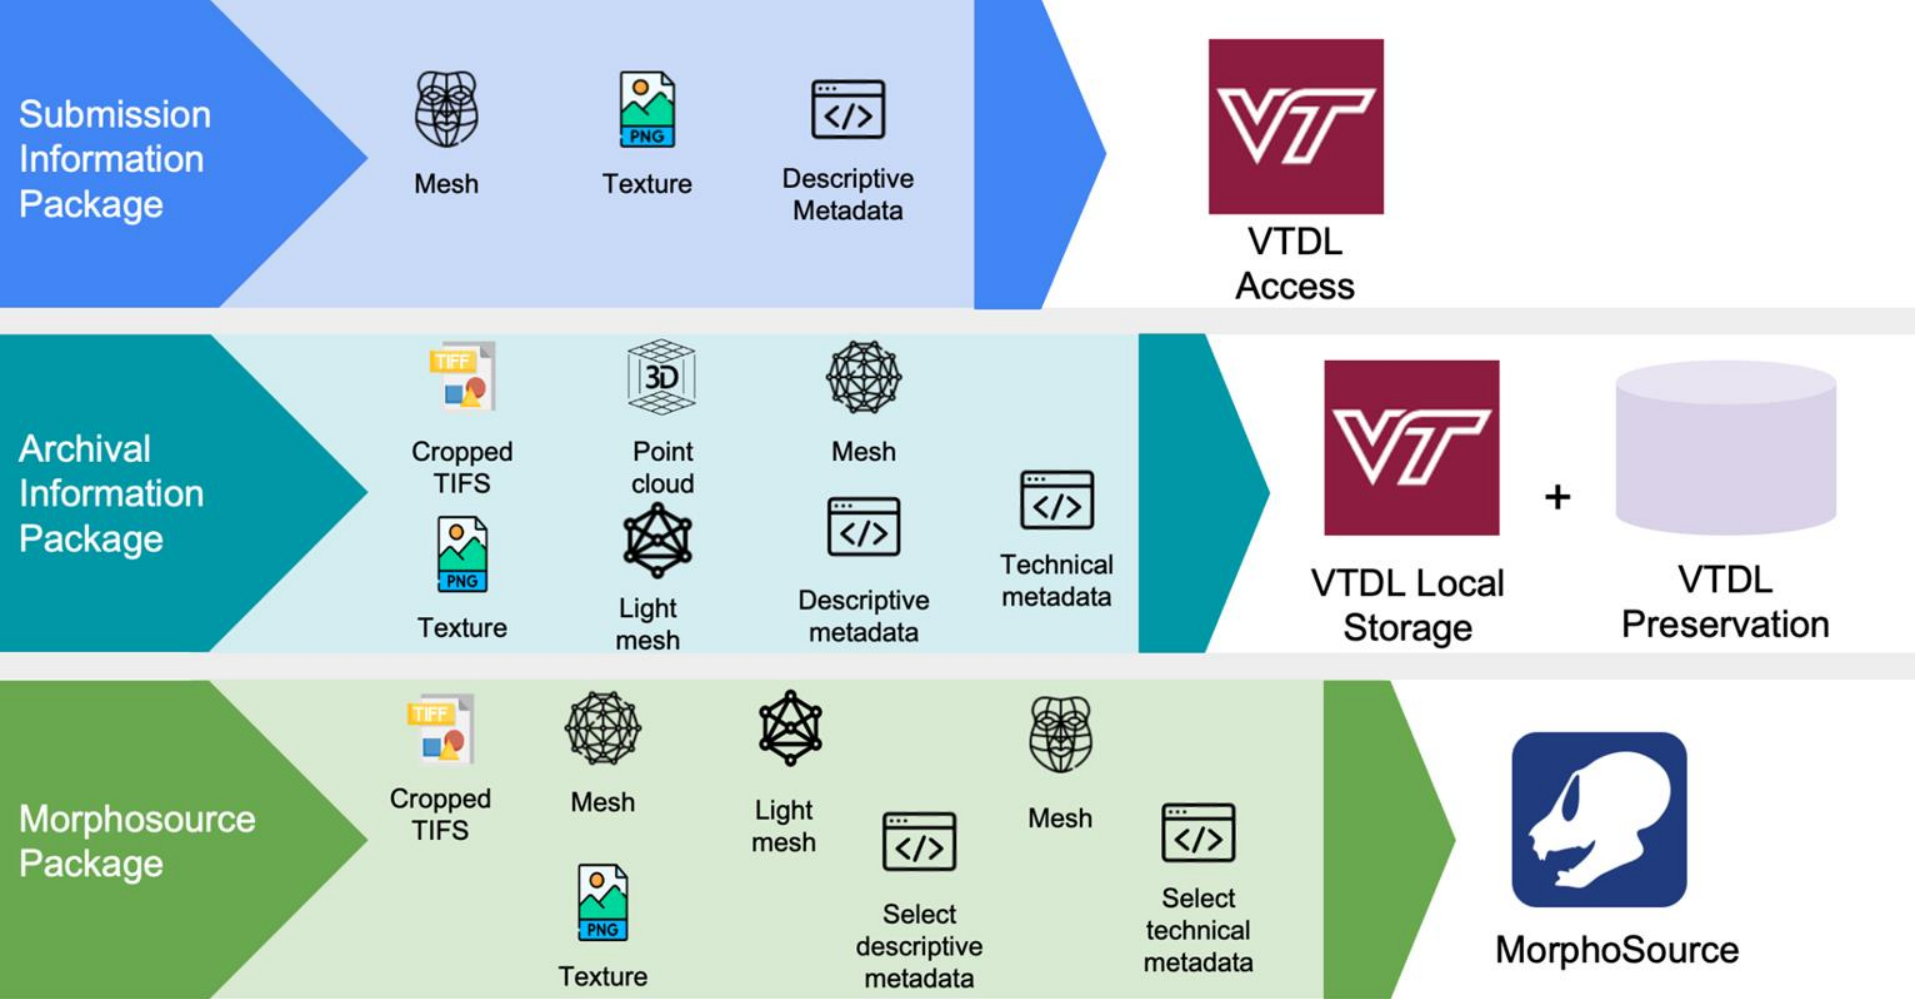 Submission
Information
Package
Mesh
PNG
Texture
</>
Descriptive
Metadata
VT
VTDL
Access
Archival
Information
Package
TIFF
Cropped
TIFS
3D
Point
cloud
Mesh
PNG
Texture
Light
mesh
</>
Descriptive
metadata
</>
Technical
metadata
VT
VTDL Local
Storage
+
VTDL
Preservation
Morphosource
Package
TIFF
Cropped
TIFS
Mesh
PNG
Texture
Light
mesh
</>
Select
descriptive
metadata
Mesh
</>
Select
technical
metadata
MorphoSource